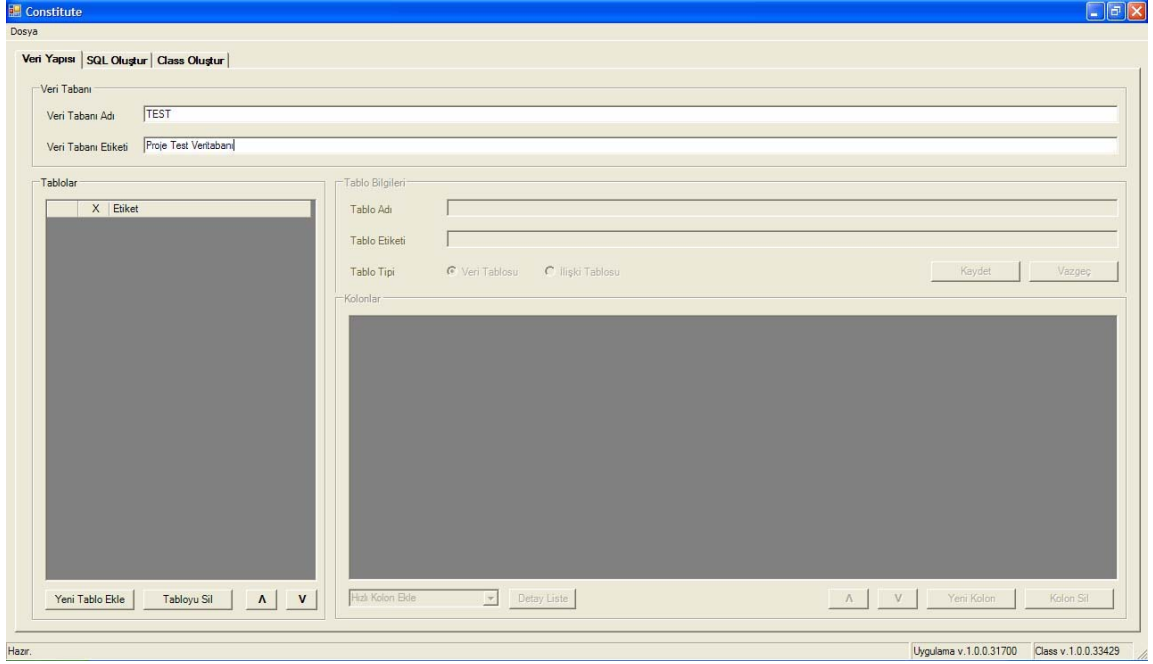 Constitute
Dosya
Veri Yapısı SQL Oluştur Class Oluştur
Veri Tabanı
Veri Tabanı Adı TEST
Veri Tabanı Etiketi Proje Test Veritabanı
Tablolar
X Etiket
Yeni Tablo Ekle Tabloyu Sil Λ V
Tablo Bilgileri
Tablo Adı
Tablo Etiketi
Tablo Tipi Veri Tablosu İlişki Tablosu Kaydet Vazgeç
Kolonlar
Hızlı Kolon Ekle Detay Liste Λ V Yeni Kolon Kolon Sil
Hazır. Uygulama v.1.0.0.31700 Class v.1.0.0.33429